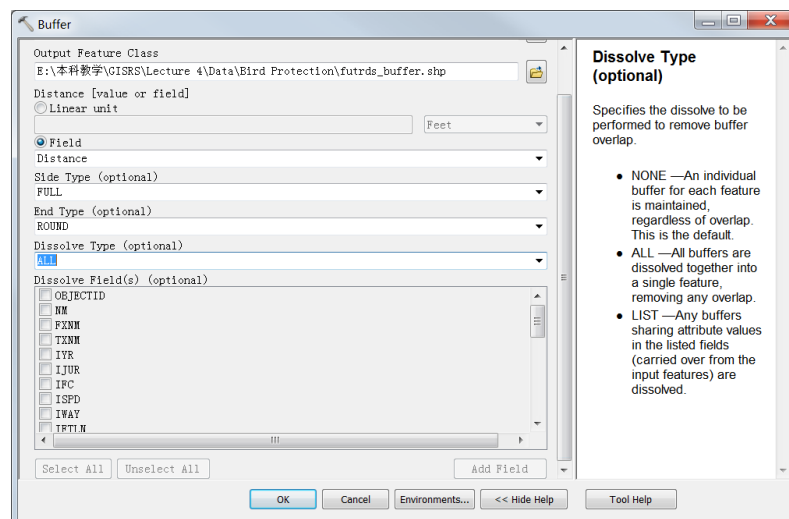 Buffer
Output Feature Class
E:\本科教学\GISRS\Lecture 4\Data\Bird Protection\futrds_buffer.shp
Distance [value or field]
Linear unit
Feet
Field
Distance
Side Type (optional)
FULL
End Type (optional)
ROUND
Dissolve Type (optional)
ALL
Dissolve Field(s) (optional)
OBJECTID
NM
FXNM
TXNM
IYR
IJUR
IFC
ISPD
IWAY
IFTLN
Select All
Unselect All
Add Field
OK
Cancel
Environments...
<< Hide Help
Tool Help
Dissolve Type
(optional)
Specifies the dissolve to be
performed to remove buffer
overlap.
• NONE —An individual
buffer for each feature
is maintained,
regardless of overlap.
This is the default.
• ALL —All buffers are
dissolved together into
a single feature,
removing any overlap.
• LIST —Any buffers
sharing attribute values
in the listed fields
(carried over from the
input features) are
dissolved.